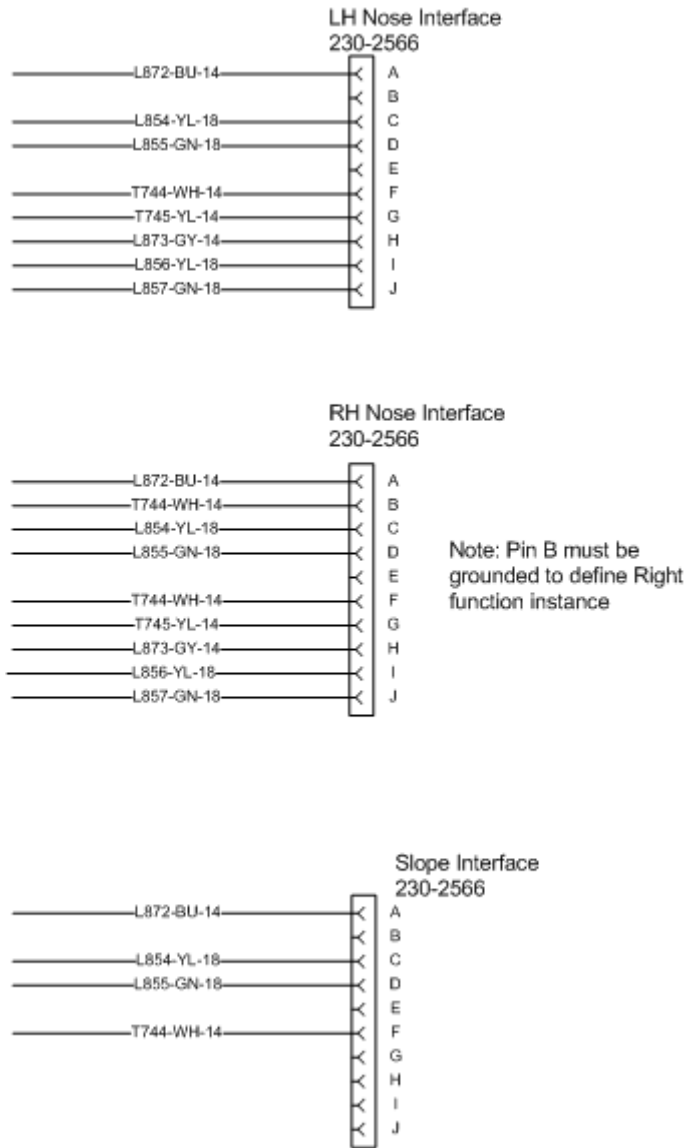 LH Nose Interface
230-2566
L872-BU-14 A
B
L854-YL-18 C
L855-GN-18 D
E
T744-WH-14 F
T745-YL-14 G
L873-GY-14 H
L856-YL-18 I
L857-GN-18 J
RH Nose Interface
230-2566
L872-BU-14 A
T744-WH-14 B
L854-YL-18 C
L855-GN-18 D
E
T744-WH-14 F
T745-YL-14 G
L873-GY-14 H
L856-YL-18 I
L857-GN-18 J
Note: Pin B must be
grounded to define Right
function instance
Slope Interface
230-2566
L872-BU-14 A
B
L854-YL-18 C
L855-GN-18 D
E
T744-WH-14 F
G
H
I
J